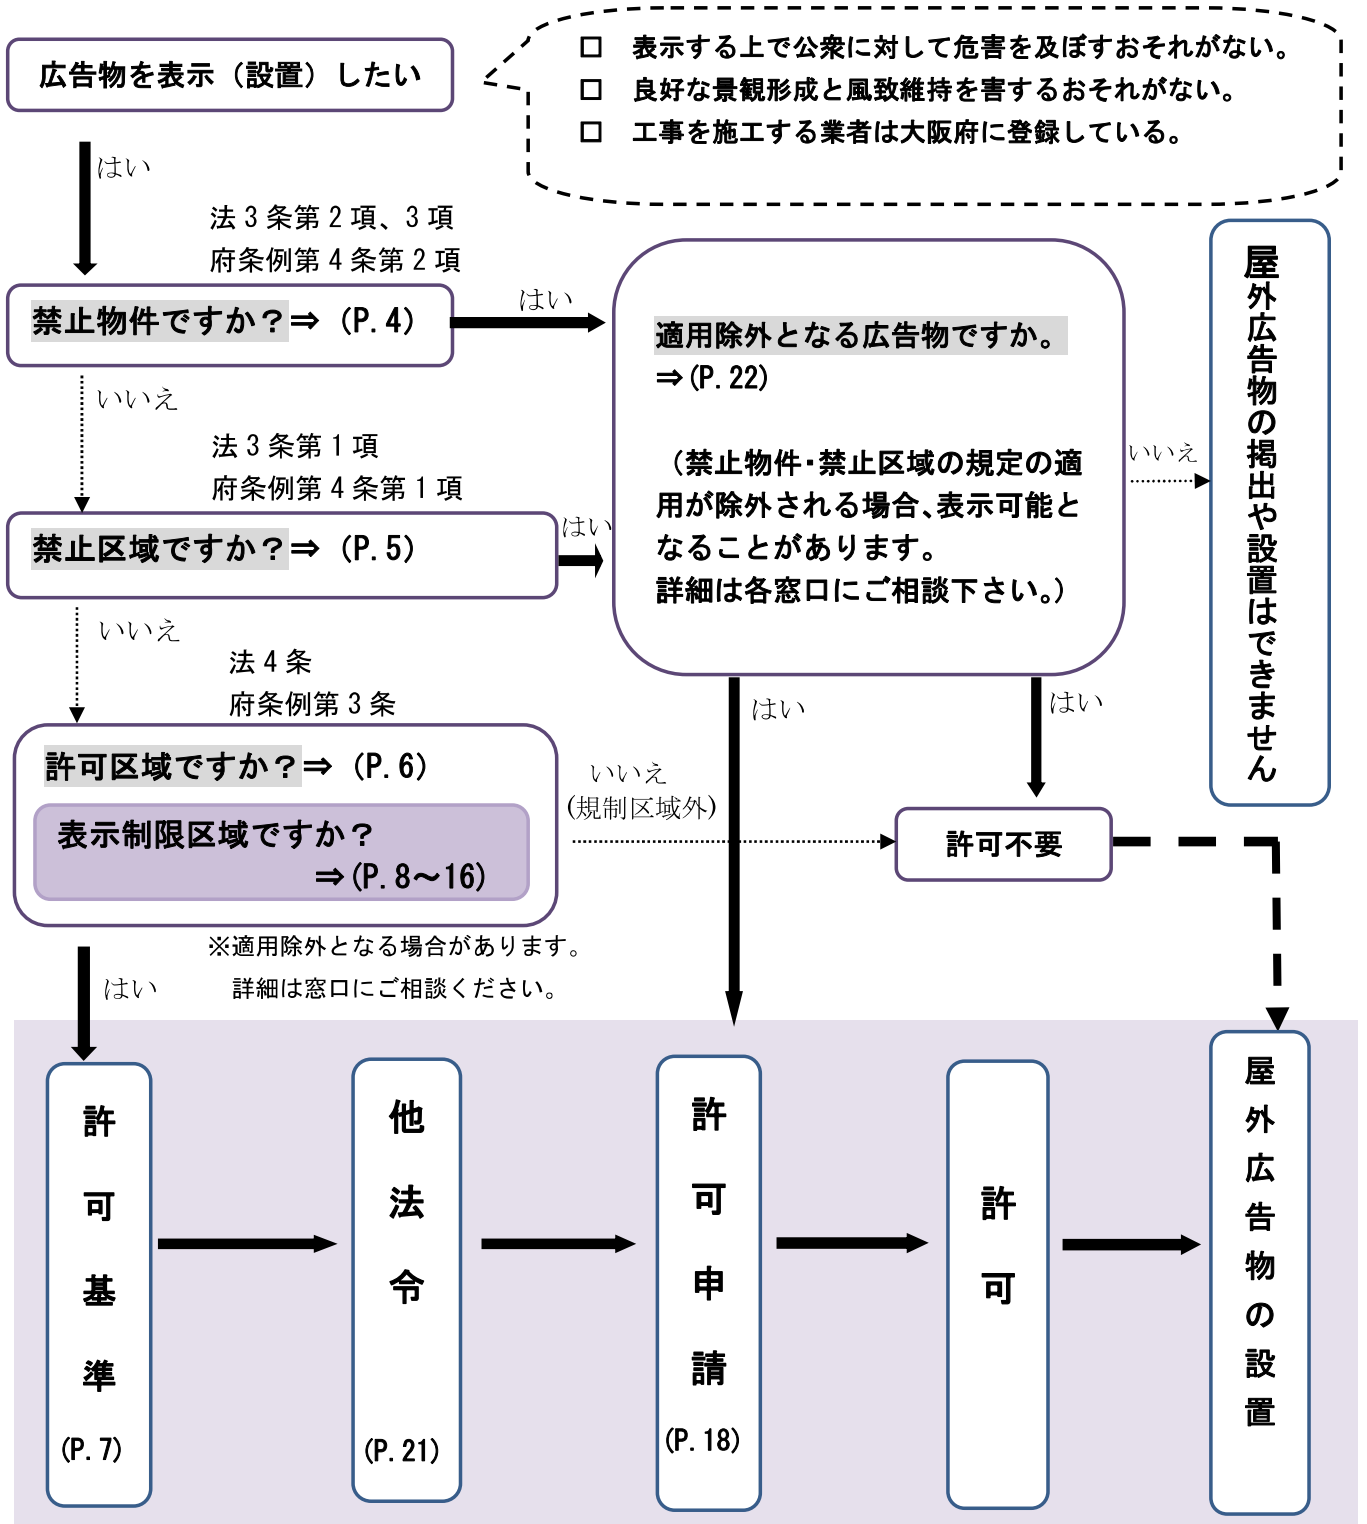 広告物を表示（設置）したい
□ 表示する上で公衆に対して危害を及ぼすおそれがない。
□ 良好な景観形成と風致維持を害するおそれがない。
□ 工事を施工する業者は大阪府に登録している。
はい
法３条第２項、３項
府条例第４条第２項
禁止物件ですか？⇒（P.4）
はい
いいえ
適用除外となる広告物ですか。
⇒(P.22)
（禁止物件・禁止区域の規定の適
用が除外される場合、表示可能と
なることがあります。
詳細は各窓口にご相談下さい。）
いいえ
屋外広告物の掲出や設置はできません
法３条第１項
府条例第４条第１項
禁止区域ですか？⇒（P.5）
はい
いいえ
法４条
府条例第３条
許可区域ですか？⇒（P.6）
表示制限区域ですか？
⇒(P.8～16)
いいえ
(規制区域外)
はい
はい
許可不要
※適用除外となる場合があります。
詳細は窓口にご相談ください。
はい
許可基準
(P.7)
他法令
(P.21)
許可申請
(P.18)
許可
屋外広告物の設置